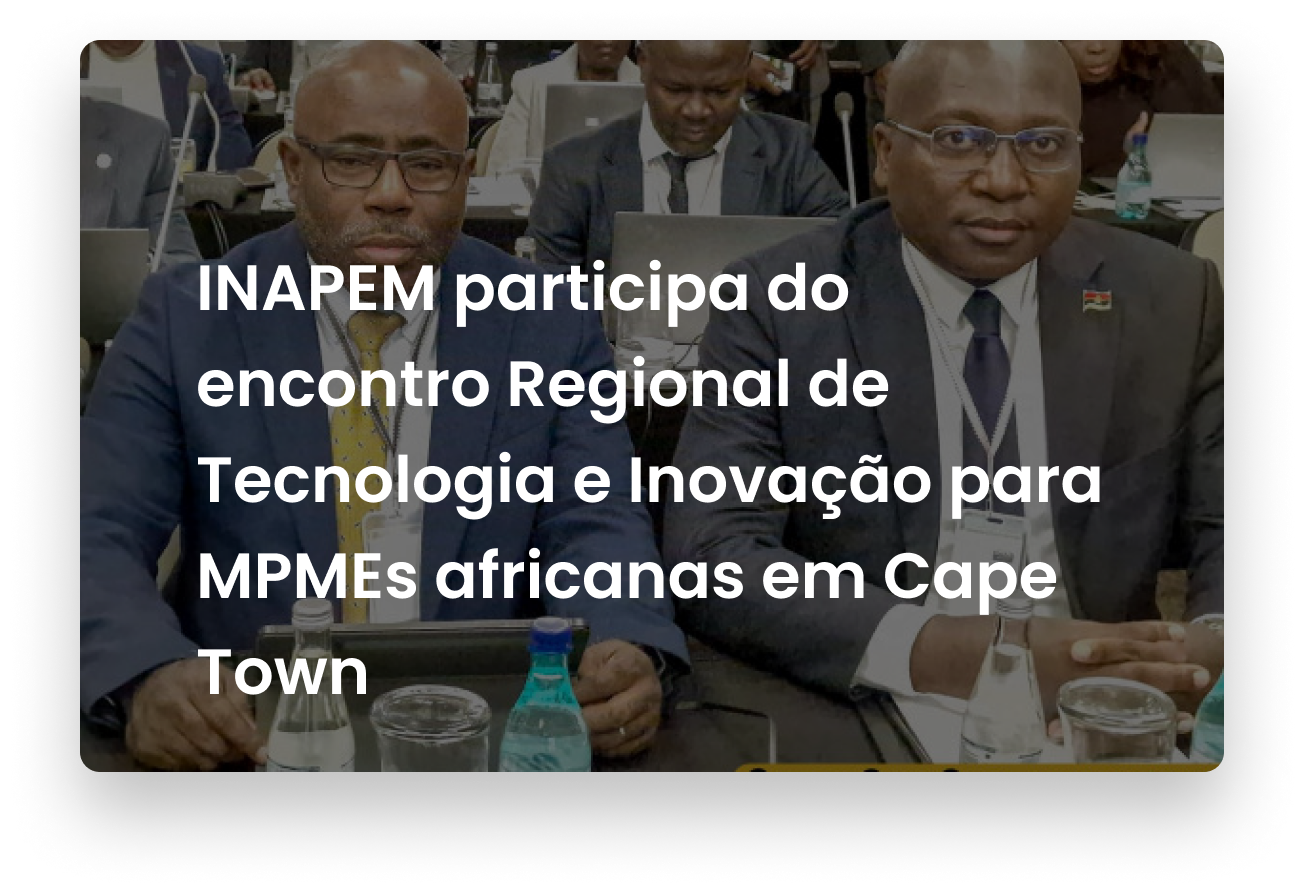 INAPEM participa do
encontro Regional de
Tecnologia e Inovação para
MPMEs africanas em Cape
Town